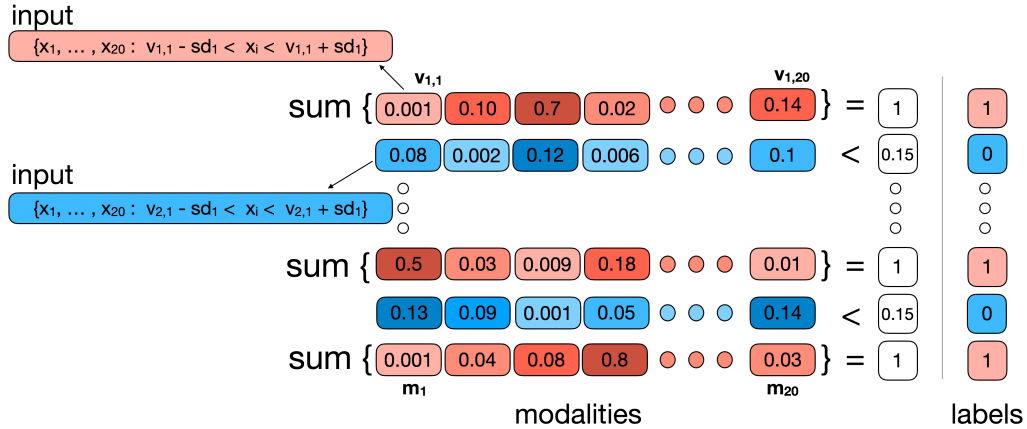 input
{x₁, … , x₂₀ : v₁,₁ - sd₁ < xᵢ < v₁,₁ + sd₁}
v₁,₁ v₁,₂₀
sum { 0.001 0.10 0.7 0.02 0.14 } = 1 1
0.08 0.002 0.12 0.006 0.1 < 0.15 0
input
{x₁, … , x₂₀ : v₂,₁ - sd₁ < xᵢ < v₂,₁ + sd₁}
sum { 0.5 0.03 0.009 0.18 0.01 } = 1 1
0.13 0.09 0.001 0.05 0.14 < 0.15 0
sum { 0.001 0.04 0.08 0.8 0.03 } = 1 1
m₁ m₂₀
modalities labels